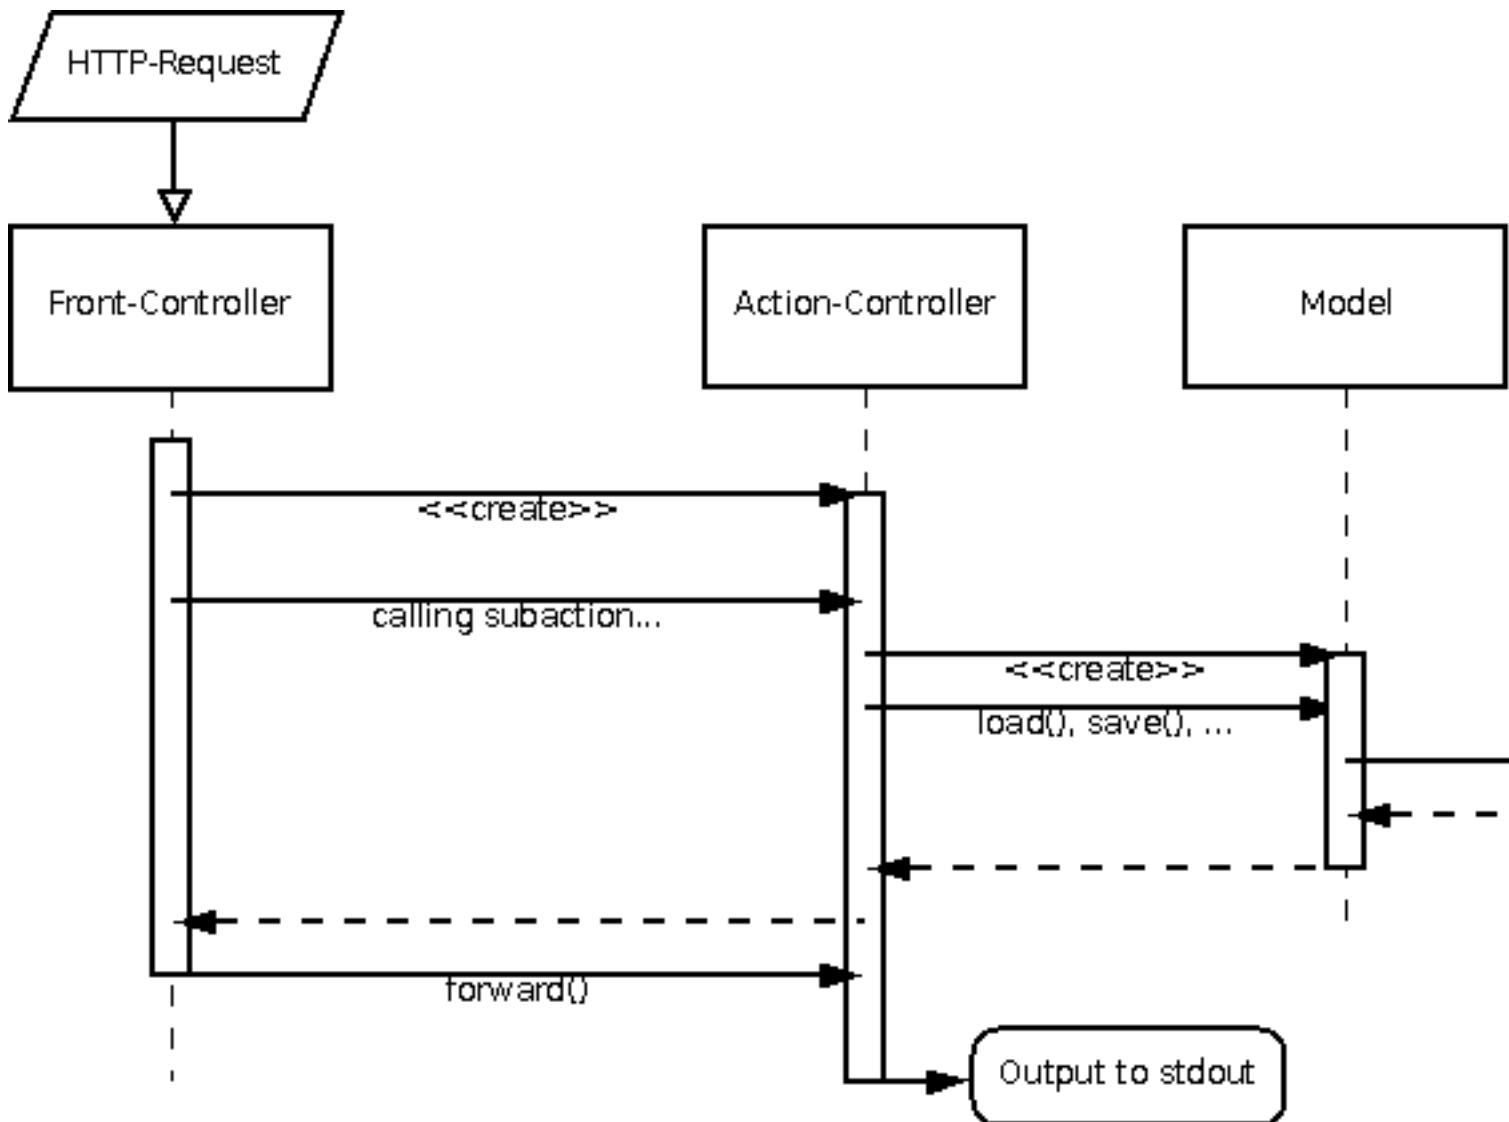 HTTP-Request
Front-Controller
Action-Controller
Model
<<create>>
calling subaction...
<<create>>
load(), save(), ...
forward()
Output to stdout